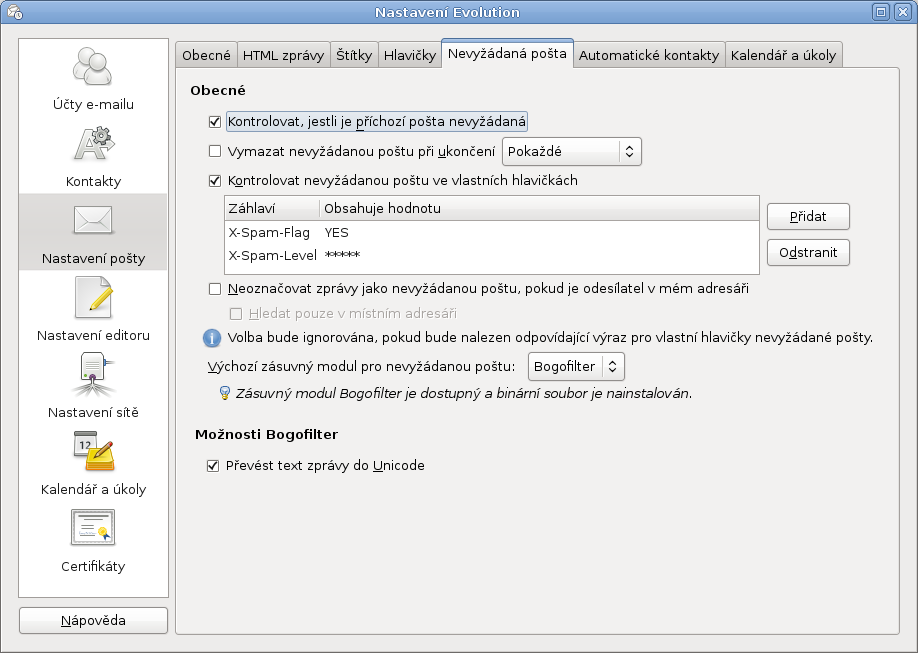 Nastavení Evolution
Účty e-mailu
Kontakty
Nastavení pošty
Nastavení editoru
Nastavení sítě
12
Kalendář a úkoly
Certifikáty
Nápověda
Obecné HTML zprávy Štítky Hlavičky Nevyžádaná pošta Automatické kontakty Kalendář a úkoly
Obecné
Kontrolovat, jestli je příchozí pošta nevyžádaná
Vymazat nevyžádanou poštu při ukončení Pokaždé
Kontrolovat nevyžádanou poštu ve vlastních hlavičkách
Záhlaví Obsahuje hodnotu
X-Spam-Flag YES
X-Spam-Level *****
Přidat
Odstranit
Neoznačovat zprávy jako nevyžádanou poštu, pokud je odesílatel v mém adresáři
Hledat pouze v místním adresáři
Volba bude ignorována, pokud bude nalezen odpovídající výraz pro vlastní hlavičky nevyžádané pošty.
Výchozí zásuvný modul pro nevyžádanou poštu: Bogofilter
Zásuvný modul Bogofilter je dostupný a binární soubor je nainstalován.
Možnosti Bogofilter
Převést text zprávy do Unicode